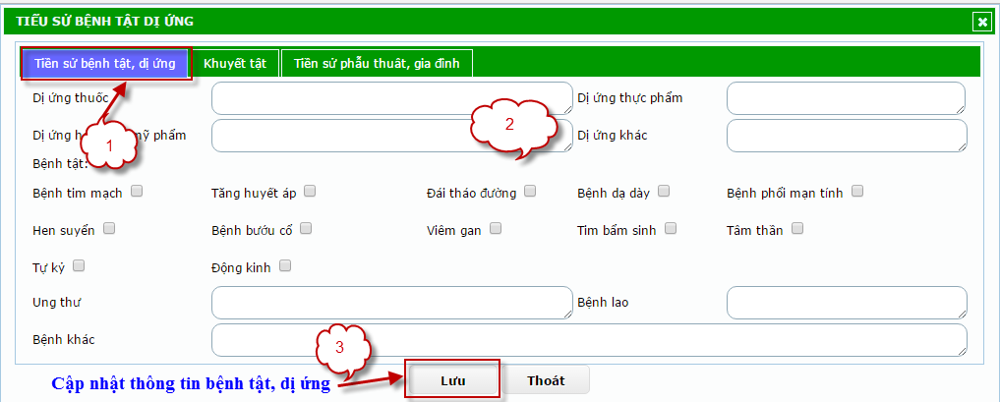 TIỂU SỬ BỆNH TẬT DỊ ỨNG
Tiền sử bệnh tật, dị ứng Khuyết tật Tiền sử phẫu thuât, gia đình
Dị ứng thuốc Dị ứng thực phẩm
2
Dị ứng h mỹ phẩm Dị ứng khác
1
Bệnh tật:
Bệnh tim mạch Tăng huyết áp Đái tháo đường Bệnh dạ dày Bệnh phổi mạn tính
Hen suyến Bệnh bướu cổ Viêm gan Tim bẩm sinh Tâm thần
Tự kỷ Động kinh
Ung thư Bệnh lao
Bệnh khác
3
Cập nhật thông tin bệnh tật, dị ứng Lưu Thoát